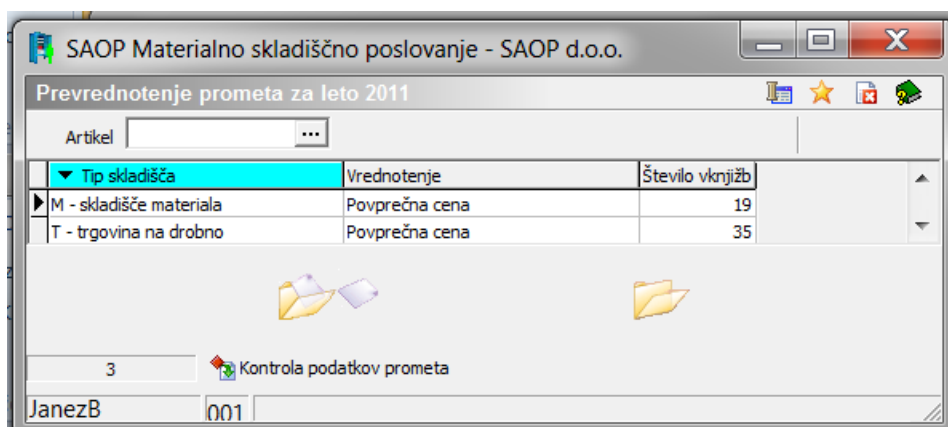 SAOP Materialno skladiščno poslovanje - SAOP d.o.o.
Prevrednotenje prometa za leto 2011
Artikel ...
Tip skladišča Vrednotenje Število vknjižb
M - skladišče materiala Povprečna cena 19
T - trgovina na drobno Povprečna cena 35
3 Kontrola podatkov prometa
JanezB 001